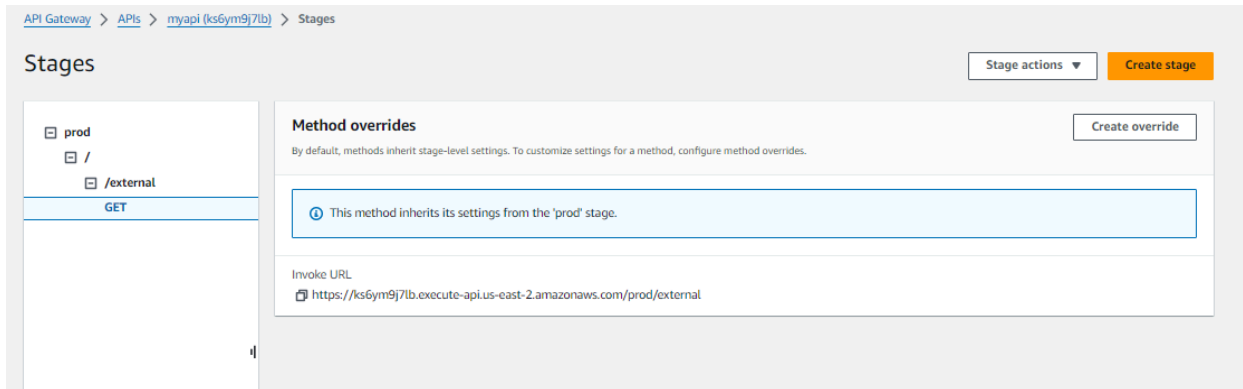 API Gateway > APIs > myapi (ks6ym9j7lb) > Stages
Stages
Stage actions ▼
Create stage
prod
/
/external
GET
Method overrides
Create override
By default, methods inherit stage-level settings. To customize settings for a method, configure method overrides.
This method inherits its settings from the 'prod' stage.
Invoke URL
https://ks6ym9j7lb.execute-api.us-east-2.amazonaws.com/prod/external